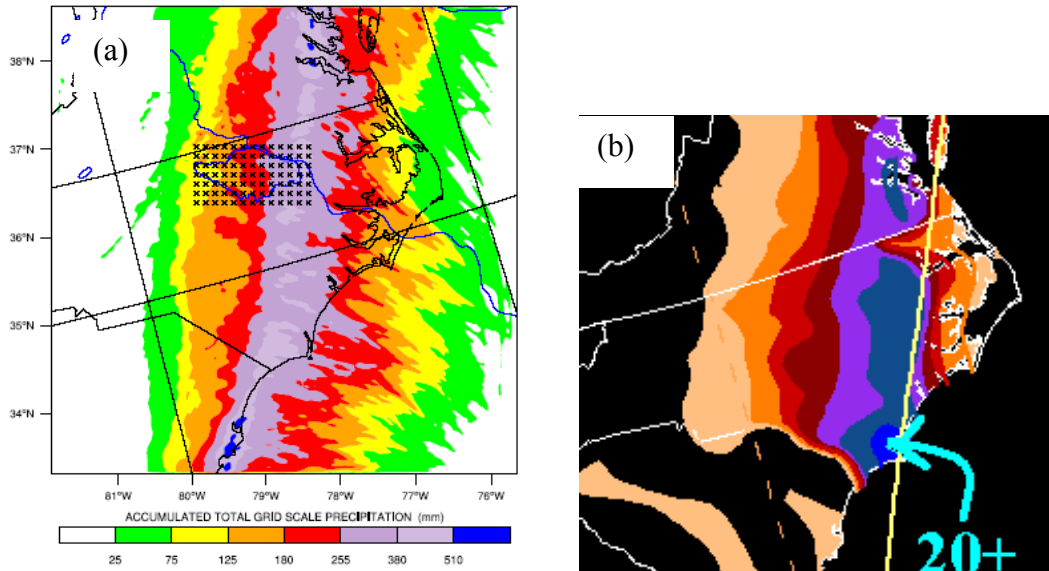 (a)
38°N
37°N
36°N
35°N
34°N
81°W 80°W 79°W 78°W 77°W 76°W
ACCUMULATED TOTAL GRID SCALE PRECIPITATION (mm)
25 75 125 180 255 380 510
(b)
20+